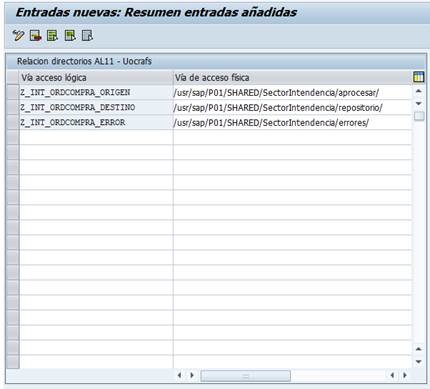 Entradas nuevas: Resumen entradas añadidas
Relacion directorios AL11 - Uocrafs
Vía acceso lógica Vía de acceso física
Z_INT_ORDCOMPRA_ORIGEN /usr/sap/P01/SHARED/SectorIntendencia/aprocesar/
Z_INT_ORDCOMPRA_DESTINO /usr/sap/P01/SHARED/SectorIntendencia/repositorio/
Z_INT_ORDCOMPRA_ERROR /usr/sap/P01/SHARED/SectorIntendencia/errores/